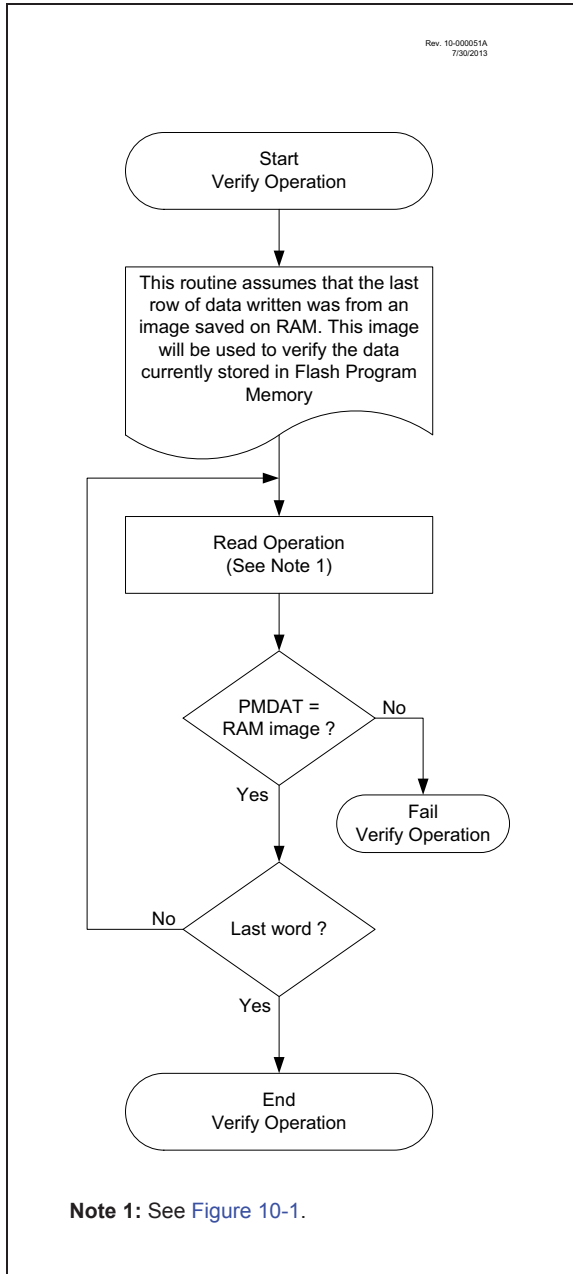 Rev. 10-000051A
7/30/2013
Start
Verify Operation
This routine assumes that the last
row of data written was from an
image saved on RAM. This image
will be used to verify the data
currently stored in Flash Program
Memory
Read Operation
(See Note 1)
PMDAT =
RAM image ?
No
Yes
Fail
Verify Operation
No
Last word ?
Yes
End
Verify Operation
Note 1: See Figure 10-1.